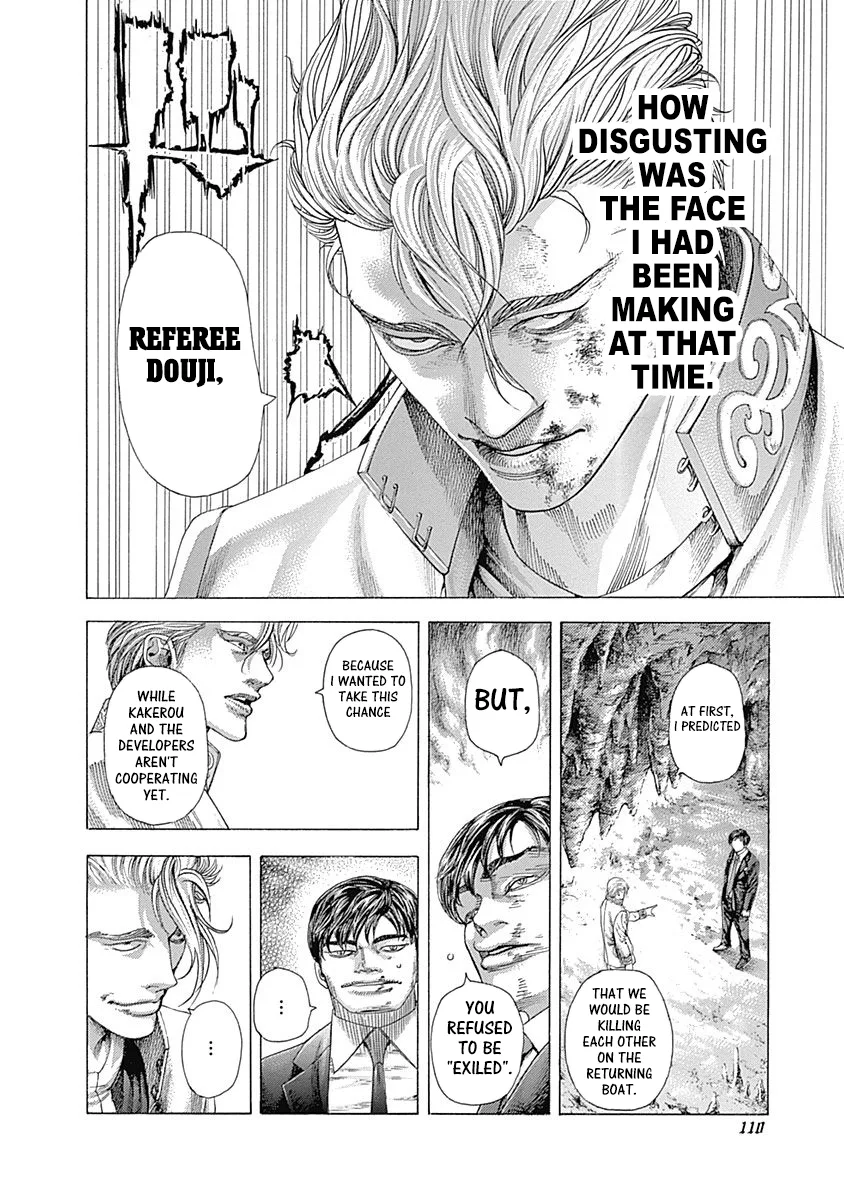 HOW
DISGUSTING
WAS
THE FACE
I HAD
BEEN
MAKING
AT THAT
TIME.
REFEREE
DOUJI,
AT FIRST,
I PREDICTED
THAT WE
WOULD BE
KILLING
EACH OTHER
ON THE
RETURNING
BOAT.
BUT,
YOU
REFUSED
TO BE
"EXILED".
BECAUSE
I WANTED TO
TAKE THIS
CHANCE
WHILE
KAKEROU
AND THE
DEVELOPERS
AREN'T
COOPERATING
YET.
...
...
110